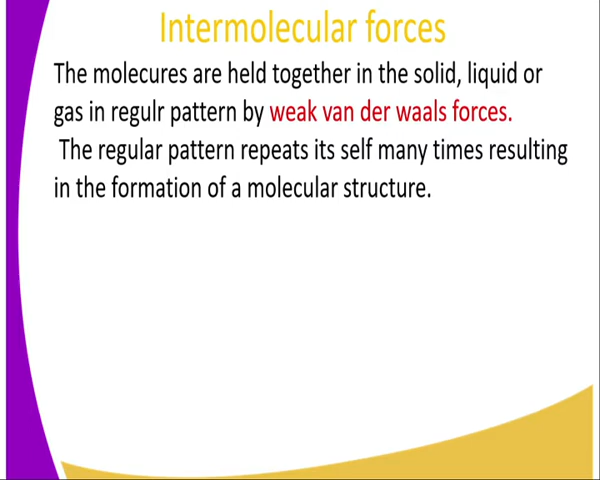 Intermolecular forces
The molecures are held together in the solid, liquid or
gas in regulr pattern by weak van der waals forces.
The regular pattern repeats its self many times resulting
in the formation of a molecular structure.